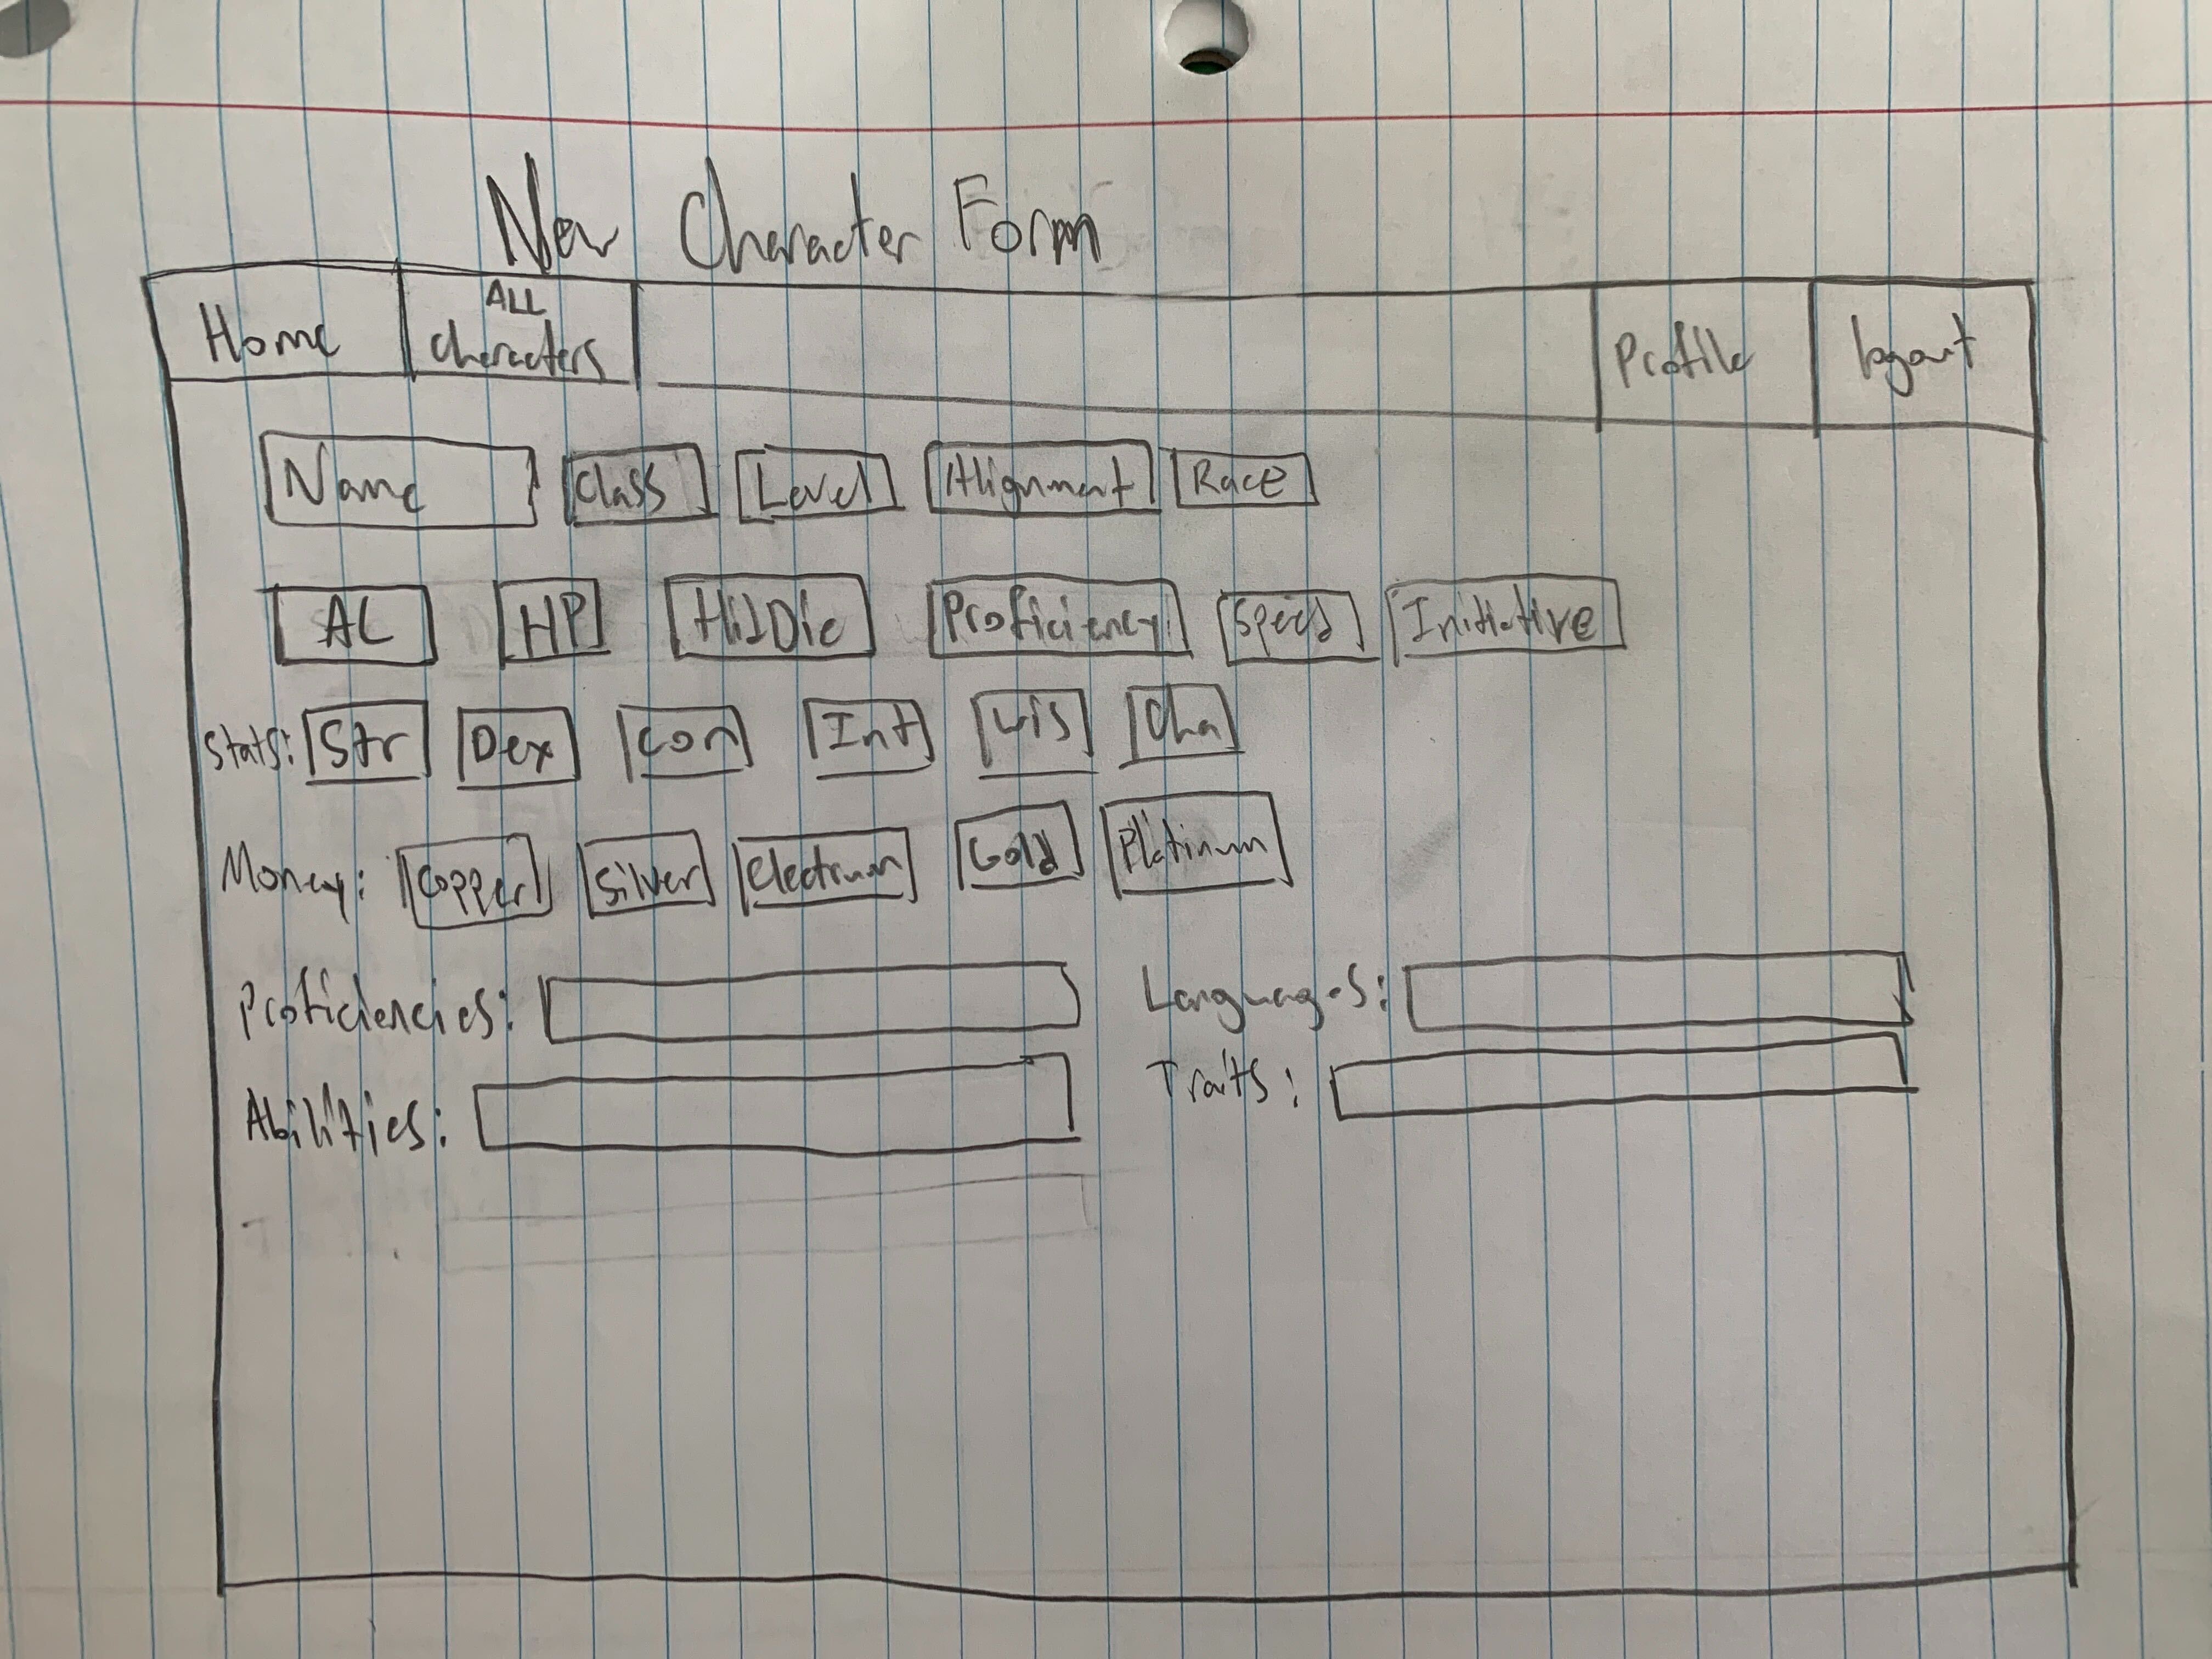 New Character Form
Home ALL characters Profile logout
Name Class Level Alignment Race
AC HP HitDie Proficiency Speed Initiative
Stats: Str Dex Con Int Wis Cha
Money: Copper Silver Electrum Gold Platinum
Proficiencies: Languages:
Abilities: Traits: